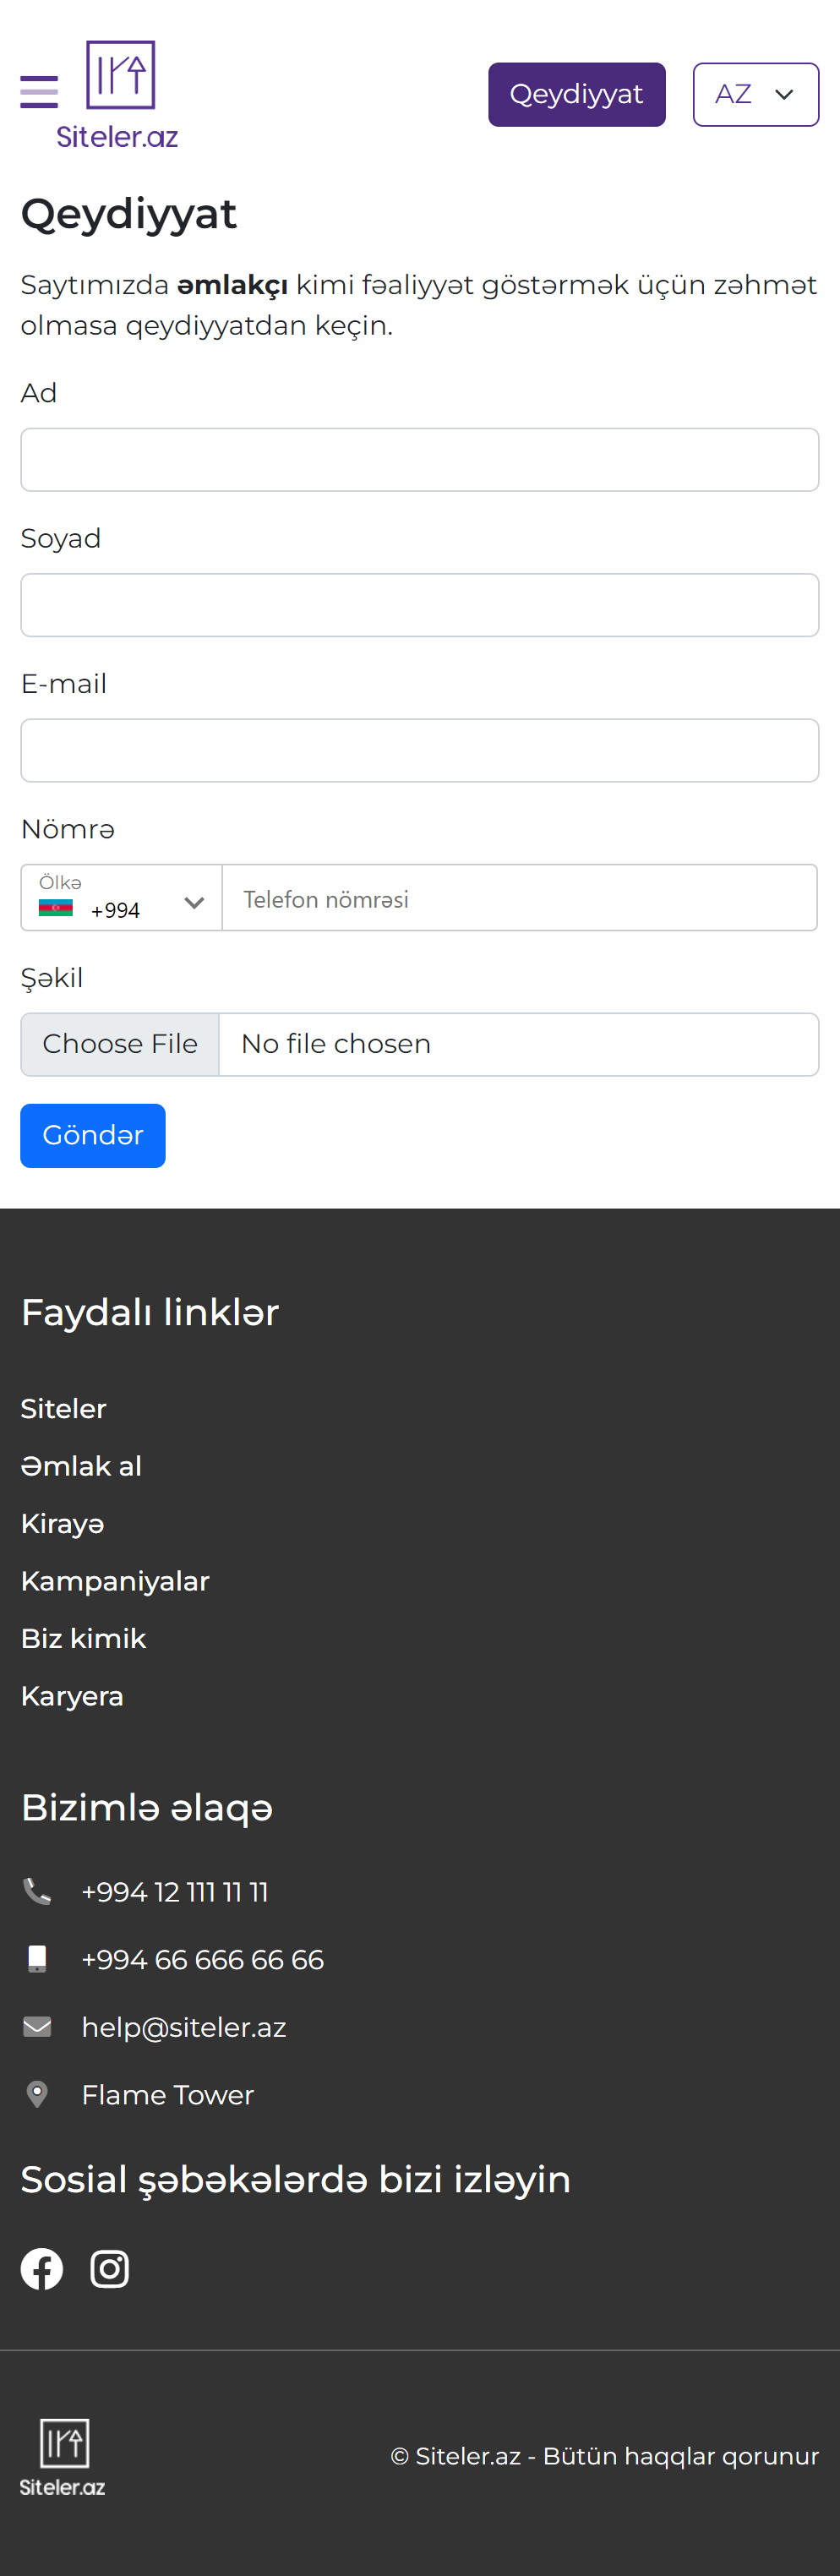 Siteler.az
Qeydiyyat
AZ
Qeydiyyat
Saytımızda əmlakçı kimi fəaliyyət göstərmək üçün zəhmət
olmasa qeydiyyatdan keçin.
Ad
Soyad
E-mail
Nömrə
Ölkə
+994
Telefon nömrəsi
Şəkil
Choose File
No file chosen
Göndər
Faydalı linklər
Siteler
Əmlak al
Kirayə
Kampaniyalar
Biz kimik
Karyera
Bizimlə əlaqə
+994 12 111 11 11
+994 66 666 66 66
help@siteler.az
Flame Tower
Sosial şəbəkələrdə bizi izləyin
Siteler.az
© Siteler.az - Bütün haqqlar qorunur